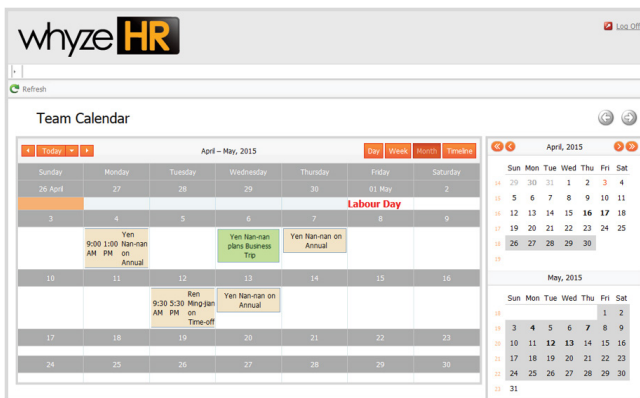 whyze HR
Log Off
Refresh
Team Calendar
Today
April – May, 2015
Day Week Month Timeline
Sunday Monday Tuesday Wednesday Thursday Friday Saturday
26 April 27 28 29 30 01 May 2
Labour Day
3 4 5 6 7 8 9
9:00 AM 1:00 PM Yen Nan-nan on Annual
Yen Nan-nan plans Business Trip
Yen Nan-nan on Annual
10 11 12 13 14 15 16
9:30 AM 5:30 PM Ren Ming-jian on Time-off
Yen Nan-nan on Annual
17 18 19 20 21 22 23
24 25 26 27 28 29 30
April, 2015
Sun Mon Tue Wed Thu Fri Sat
14 29 30 31 1 2 3 4
15 5 6 7 8 9 10 11
16 12 13 14 15 16 17 18
17 19 20 21 22 23 24 25
18 26 27 28 29 30
19
May, 2015
Sun Mon Tue Wed Thu Fri Sat
18 1 2
19 3 4 5 6 7 8 9
20 10 11 12 13 14 15 16
21 17 18 19 20 21 22 23
22 24 25 26 27 28 29 30
23 31